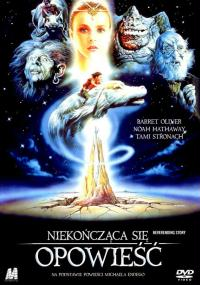 BARRET OLIVER
NOAH HATHAWAY
TAMI STRONACH
NIEKOŃCZĄCA SIĘ
NEVERENDING STORY
OPOWIEŚĆ
NA PODSTAWIE POWIEŚCI MICHAELA ENDEGO
M
DVD
VIDEO